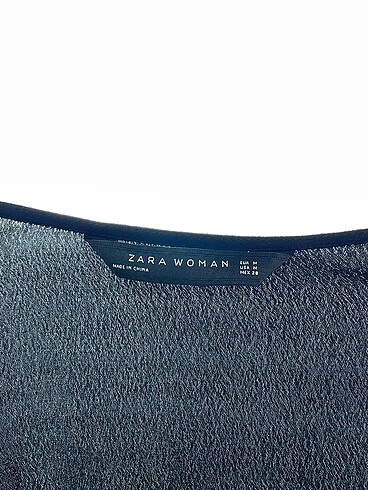 ZARA WOMAN
MADE IN CHINA
EUR M
USA M
MEX 28